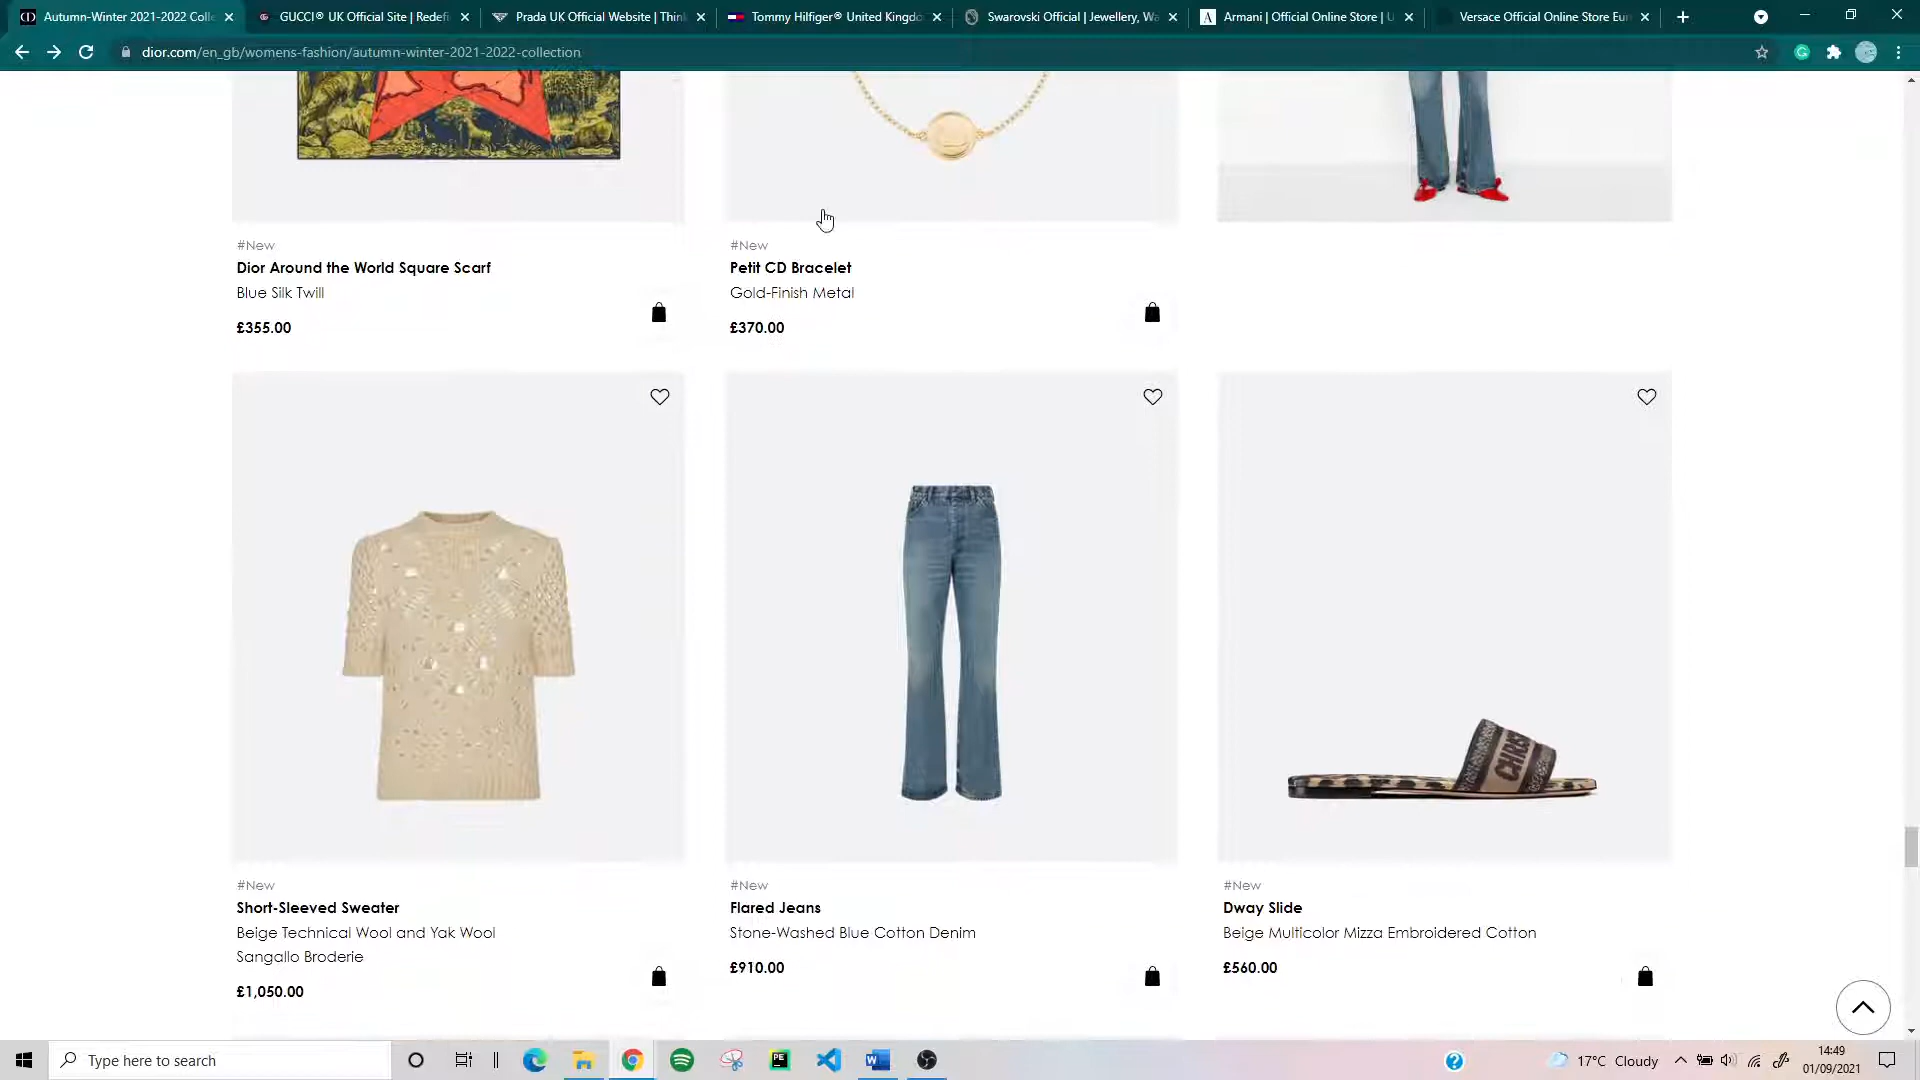 Autumn-Winter 2021-2022 Colle
GUCCI® UK Official Site | Redefi
Prada UK Official Website | Thin
Tommy Hilfiger® United Kingdo
Swarovski Official | Jewellery, Wa
A
Armani | Official Online Store | U
Versace Official Online Store Eur
dior.com/en_gb/womens-fashion/autumn-winter-2021-2022-collection
#New
Dior Around the World Square Scarf
Blue Silk Twill
£355.00
#New
Petit CD Bracelet
Gold-Finish Metal
£370.00
CHRIS
#New
Short-Sleeved Sweater
Beige Technical Wool and Yak Wool
Sangallo Broderie
£1,050.00
#New
Flared Jeans
Stone-Washed Blue Cotton Denim
£910.00
#New
Dway Slide
Beige Multicolor Mizza Embroidered Cotton
£560.00
Type here to search
17°C Cloudy
14:49
01/09/2021